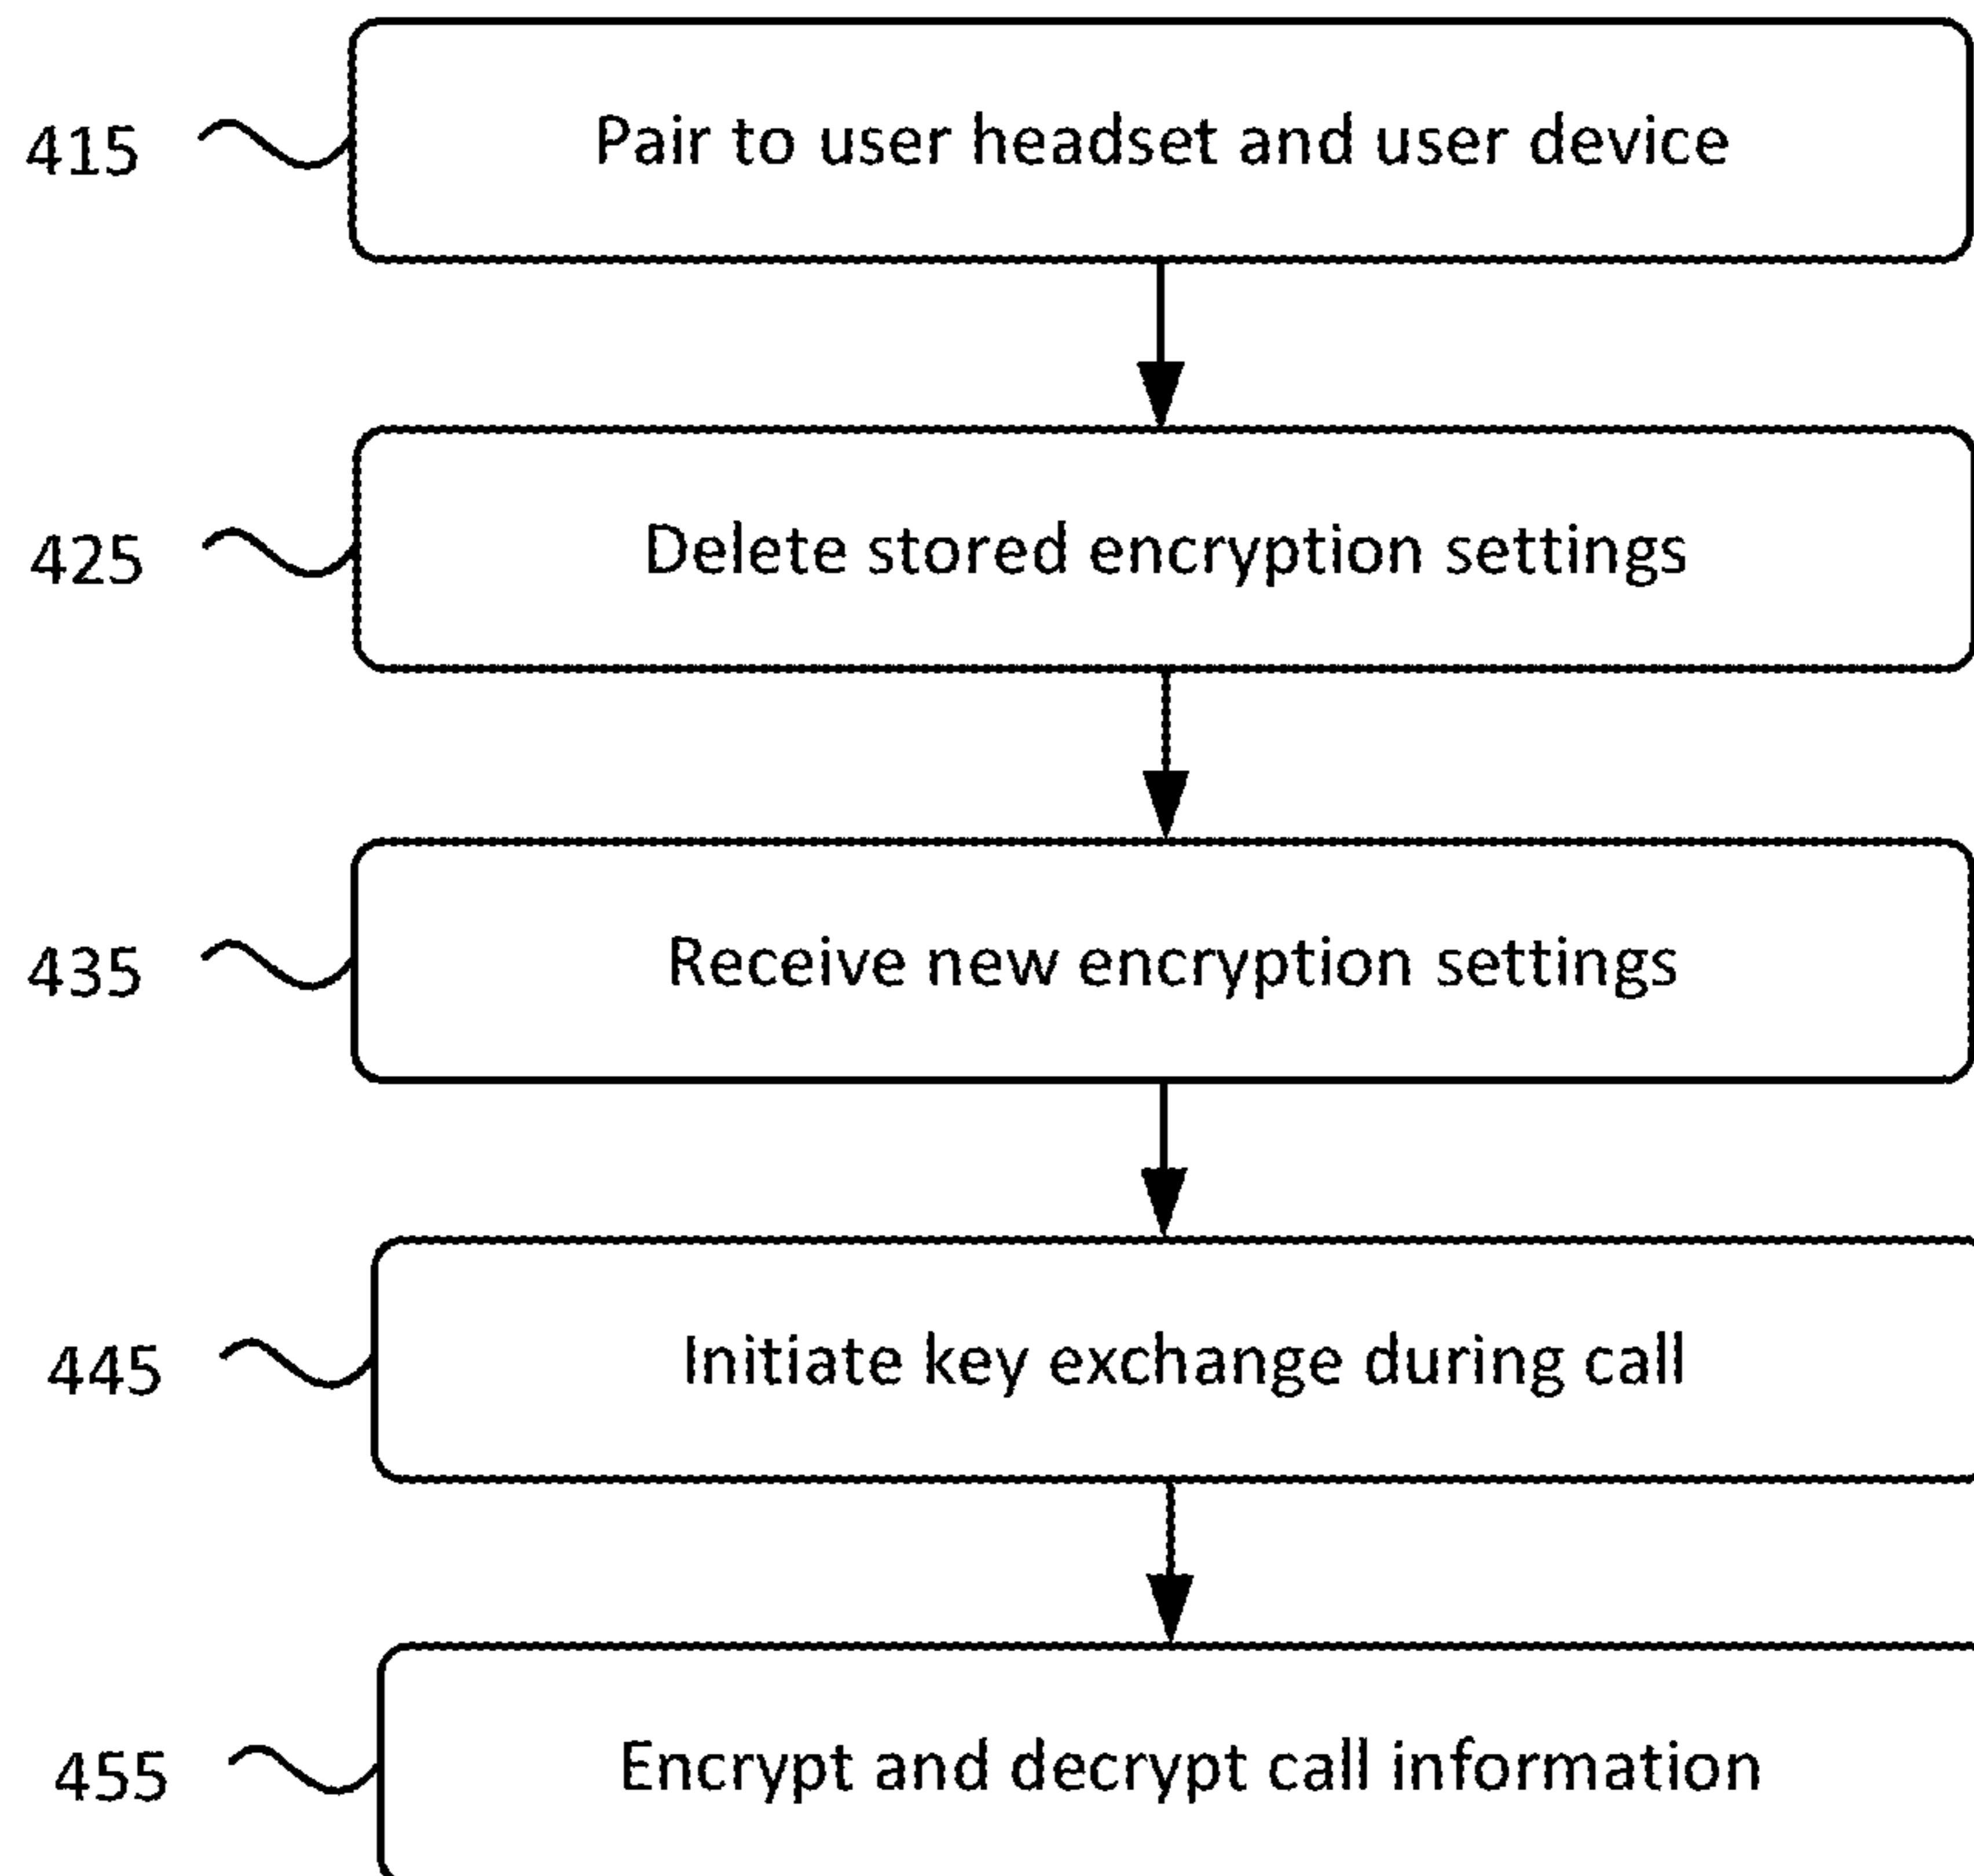 415 Pair to user headset and user device
425 Delete stored encryption settings
435 Receive new encryption settings
445 Initiate key exchange during call
455 Encrypt and decrypt call information